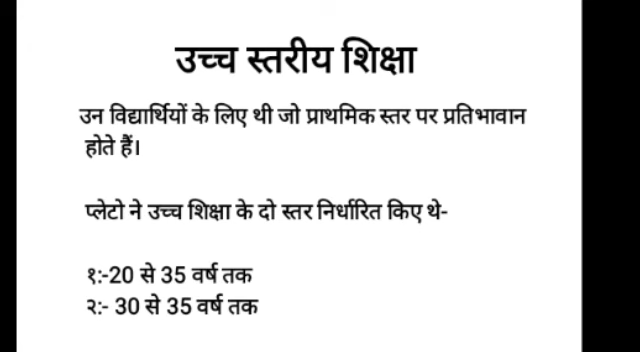 उच्च स्तरीय शिक्षा
उन विद्यार्थियों के लिए थी जो प्राथमिक स्तर पर प्रतिभावान
होते हैं।
प्लेटो ने उच्च शिक्षा के दो स्तर निर्धारित किए थे-
१:-20 से 35 वर्ष तक
२:- 30 से 35 वर्ष तक